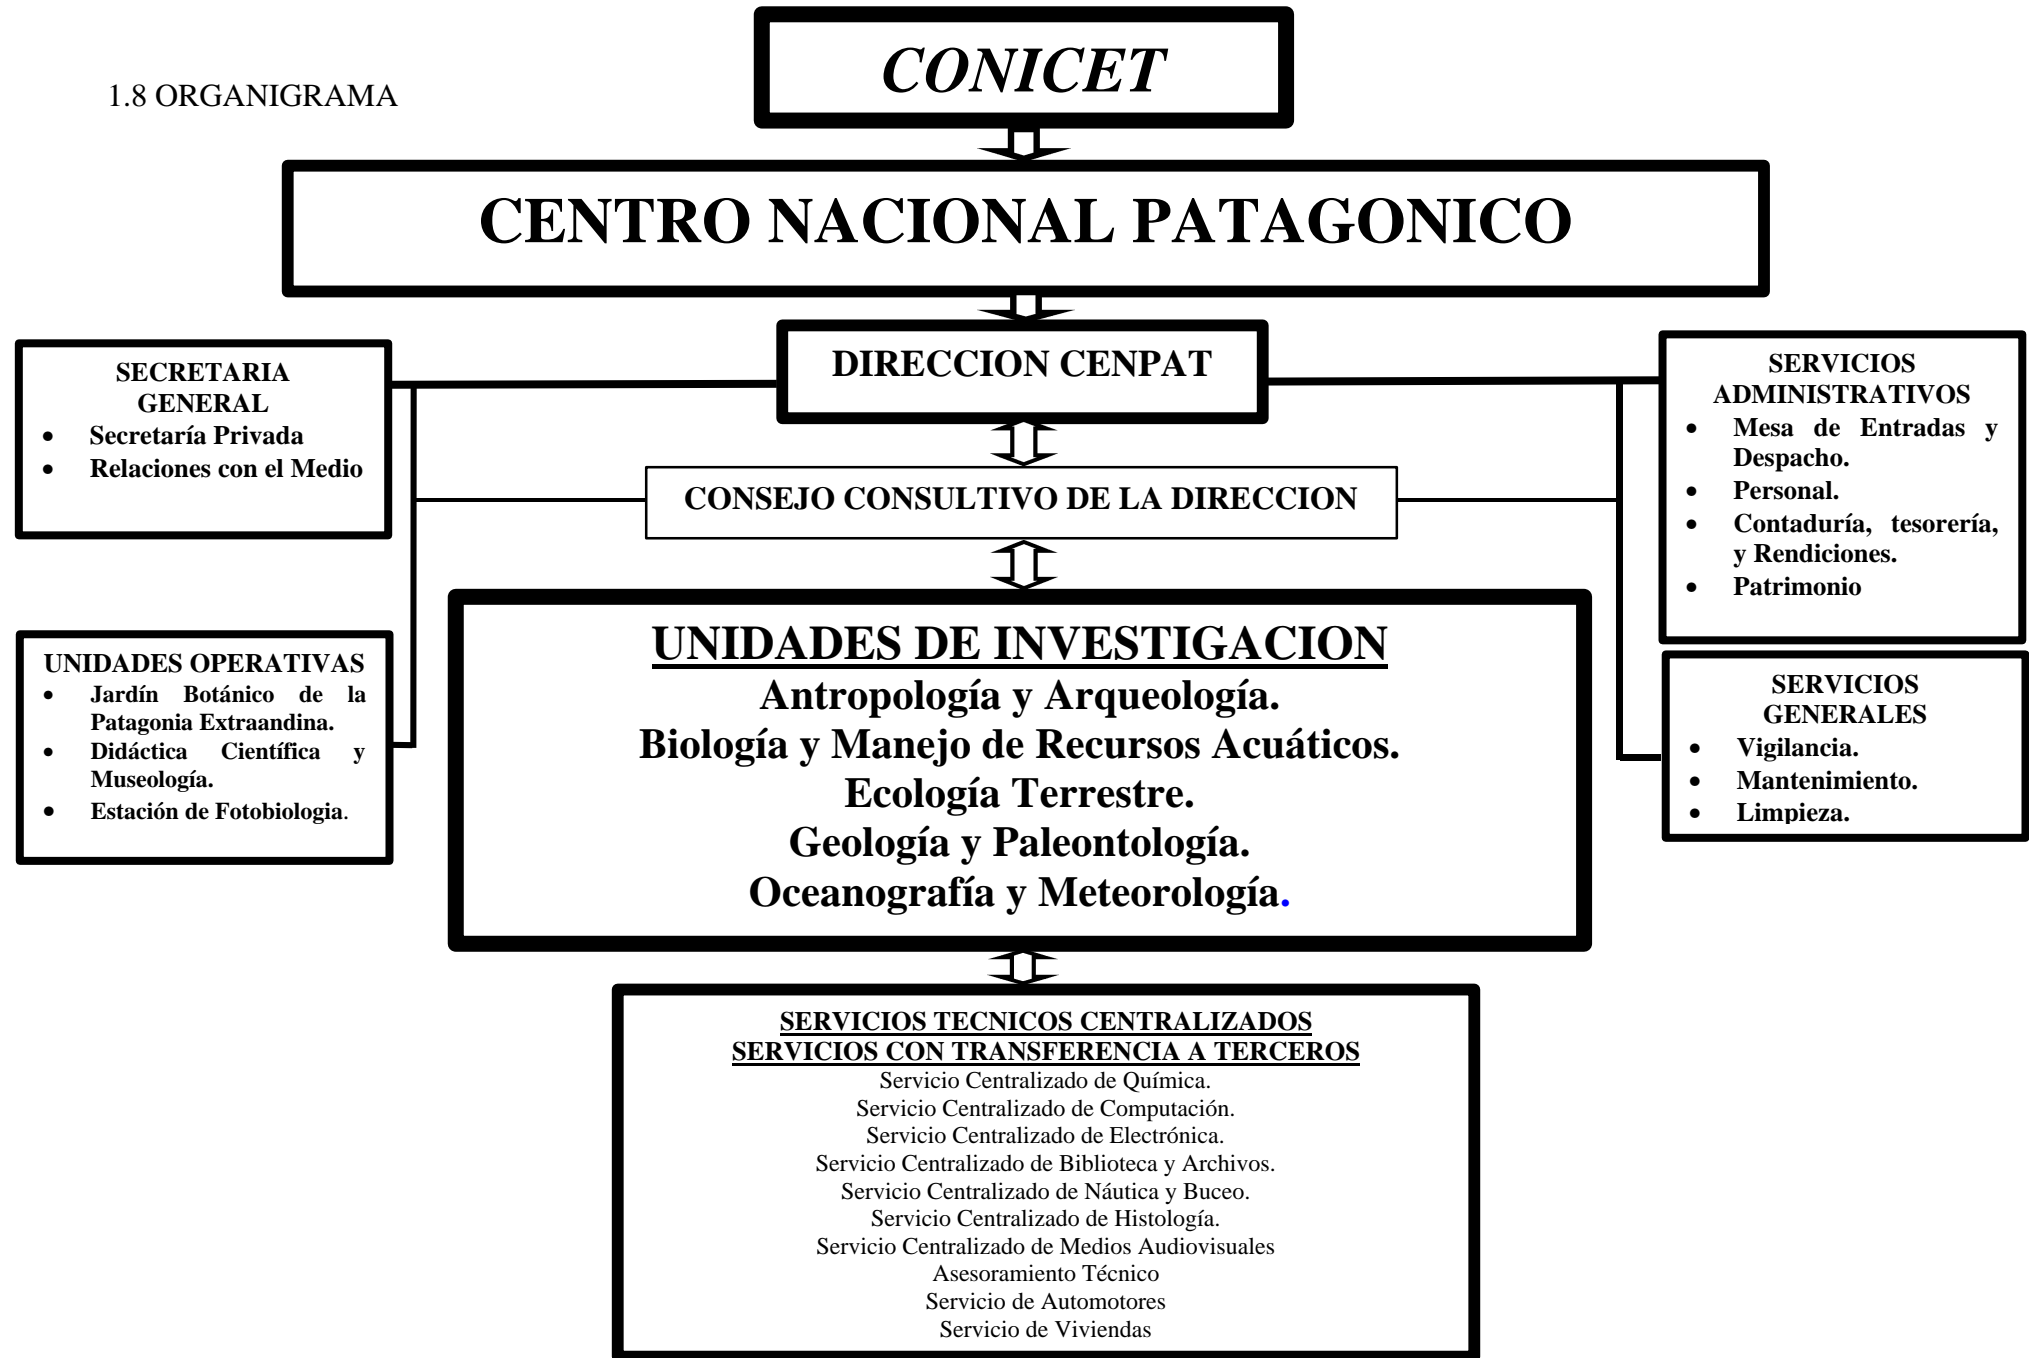 1.8 ORGANIGRAMA
CONICET
CENTRO NACIONAL PATAGONICO
DIRECCION CENPAT
SECRETARIA
GENERAL
• Secretaría Privada
• Relaciones con el Medio
SERVICIOS
ADMINISTRATIVOS
• Mesa de Entradas y
Despacho.
• Personal.
• Contaduría, tesorería,
y Rendiciones.
• Patrimonio
CONSEJO CONSULTIVO DE LA DIRECCION
UNIDADES OPERATIVAS
• Jardín Botánico de la
Patagonia Extraandina.
• Didáctica Científica y
Museología.
• Estación de Fotobiologia.
UNIDADES DE INVESTIGACION
Antropología y Arqueología.
Biología y Manejo de Recursos Acuáticos.
Ecología Terrestre.
Geología y Paleontología.
Oceanografía y Meteorología.
SERVICIOS
GENERALES
• Vigilancia.
• Mantenimiento.
• Limpieza.
SERVICIOS TECNICOS CENTRALIZADOS
SERVICIOS CON TRANSFERENCIA A TERCEROS
Servicio Centralizado de Química.
Servicio Centralizado de Computación.
Servicio Centralizado de Electrónica.
Servicio Centralizado de Biblioteca y Archivos.
Servicio Centralizado de Náutica y Buceo.
Servicio Centralizado de Histología.
Servicio Centralizado de Medios Audiovisuales
Asesoramiento Técnico
Servicio de Automotores
Servicio de Viviendas